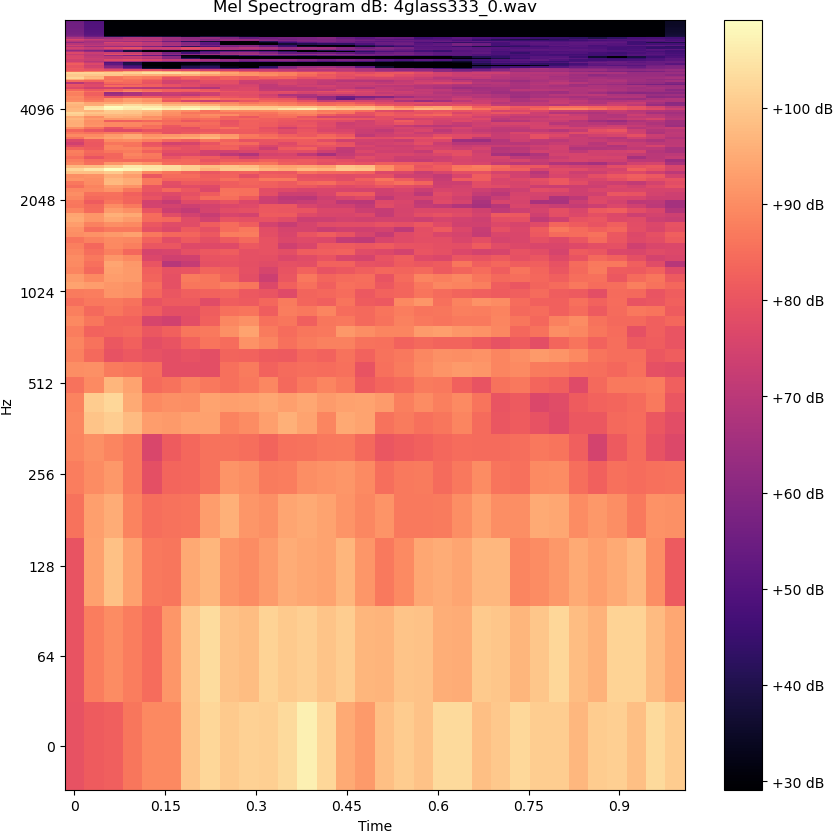 Mel Spectrogram dB: 4glass333_0.wav
4096
2048
1024
512
256
128
64
0
Hz
0 0.15 0.3 0.45 0.6 0.75 0.9
Time
+100 dB
+90 dB
+80 dB
+70 dB
+60 dB
+50 dB
+40 dB
+30 dB